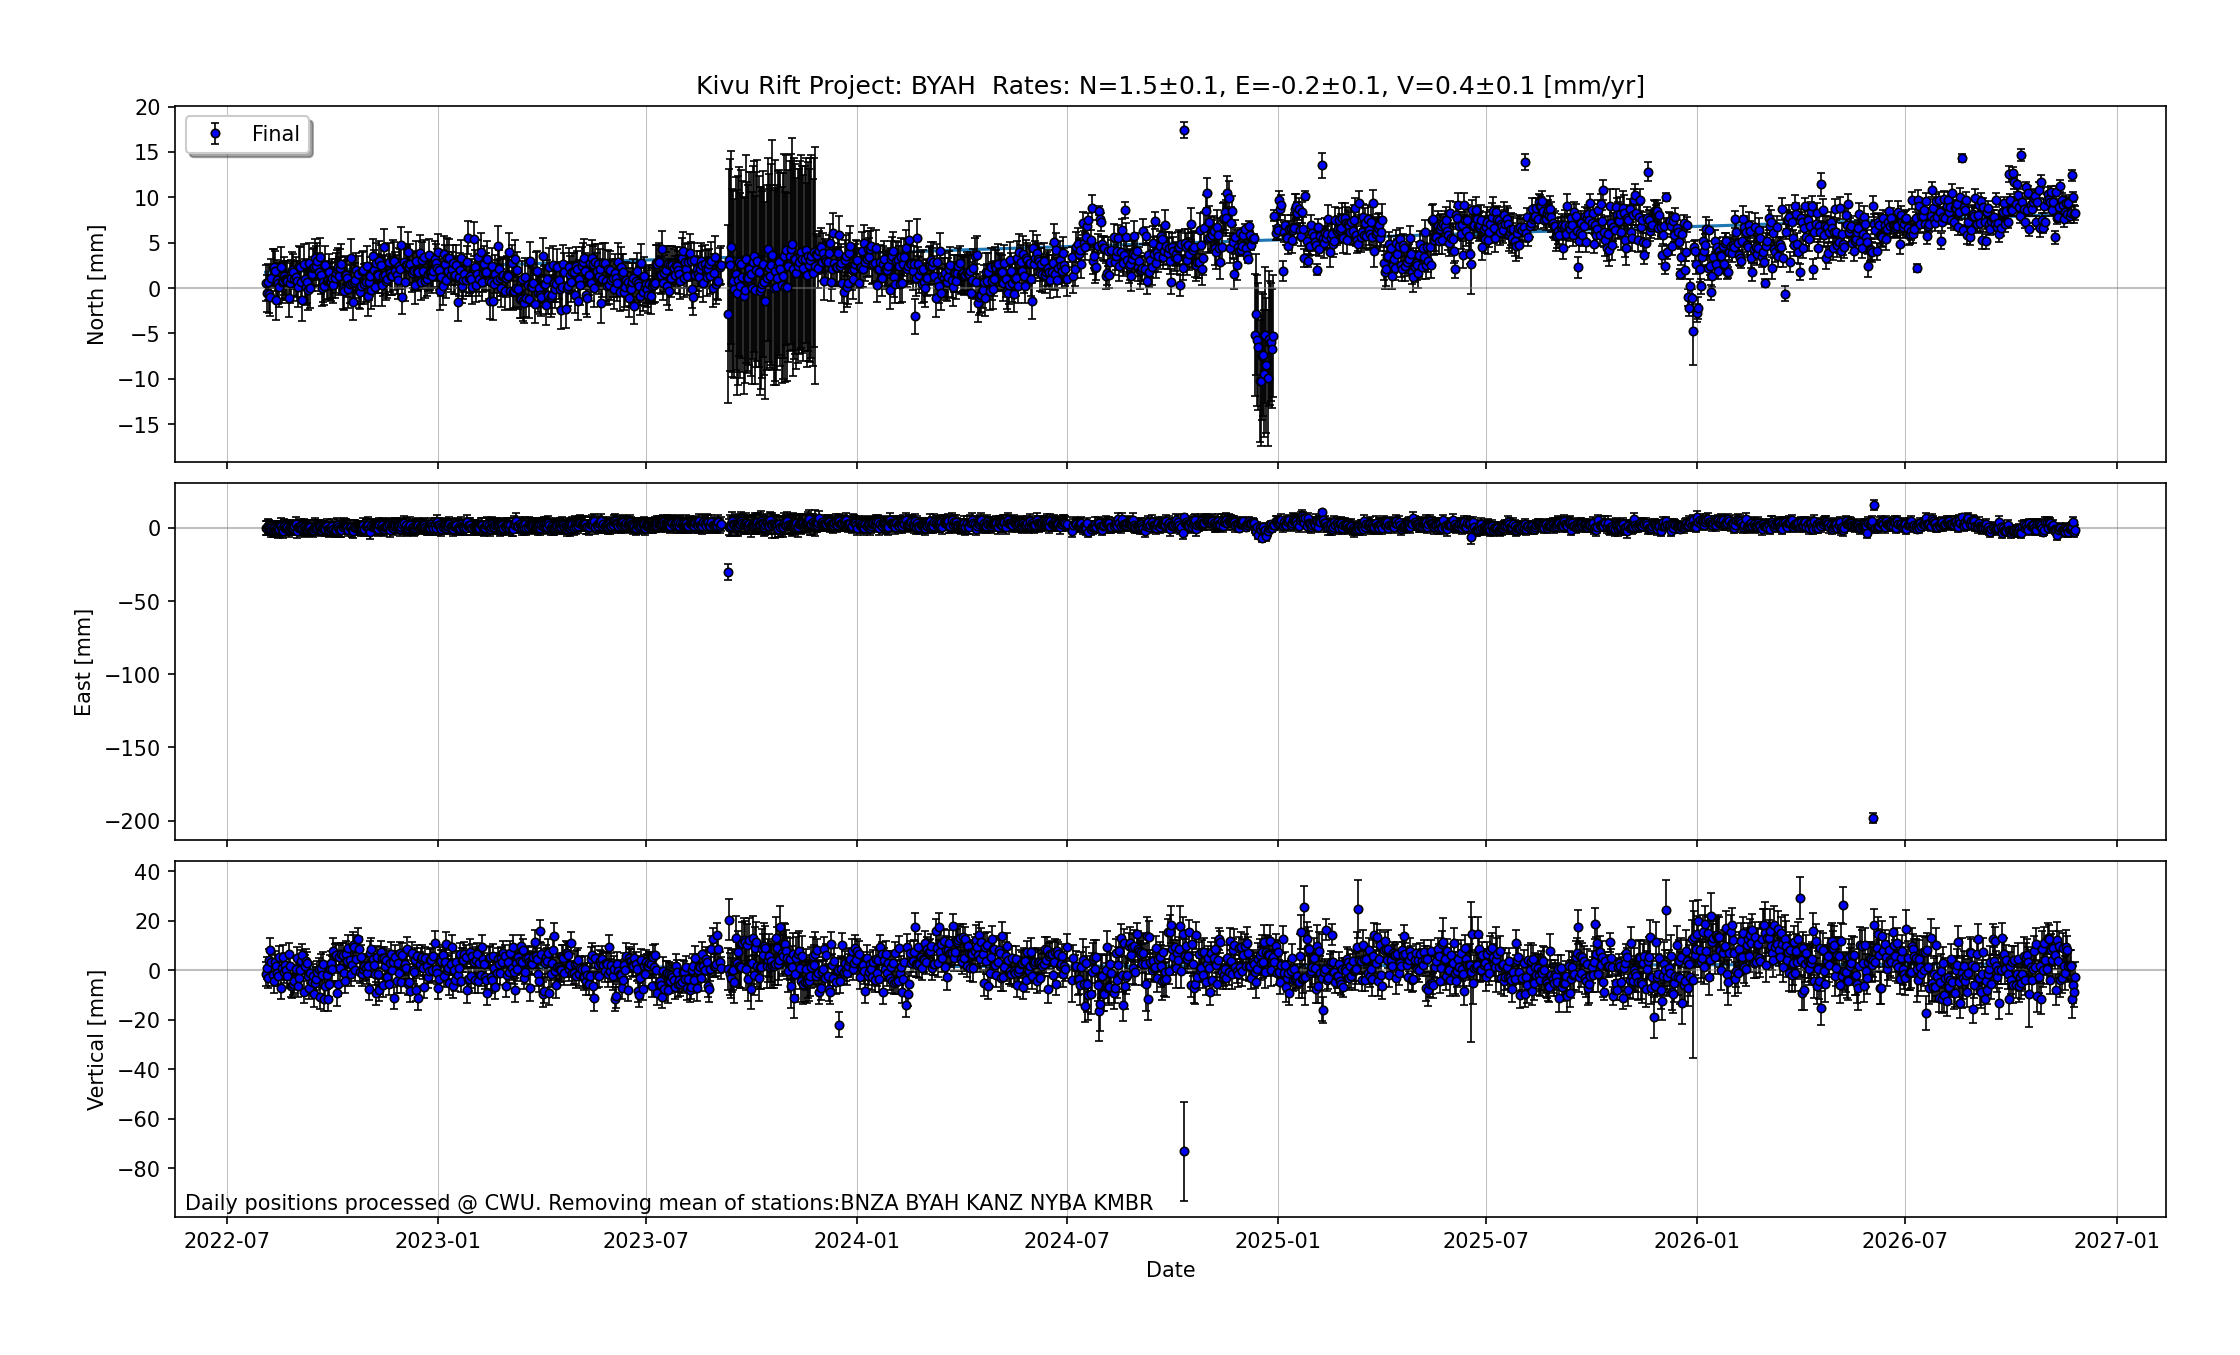 Kivu Rift Project: BYAH  Rates: N=1.5±0.1, E=-0.2±0.1, V=0.4±0.1 [mm/yr]
Final
North [mm]
20
15
10
5
0
−5
−10
−15
East [mm]
0
−50
−100
−150
−200
Vertical [mm]
40
20
0
−20
−40
−60
−80
Daily positions processed @ CWU. Removing mean of stations:BNZA BYAH KANZ NYBA KMBR
2022-07 2023-01 2023-07 2024-01 2024-07 2025-01 2025-07 2026-01 2026-07 2027-01
Date